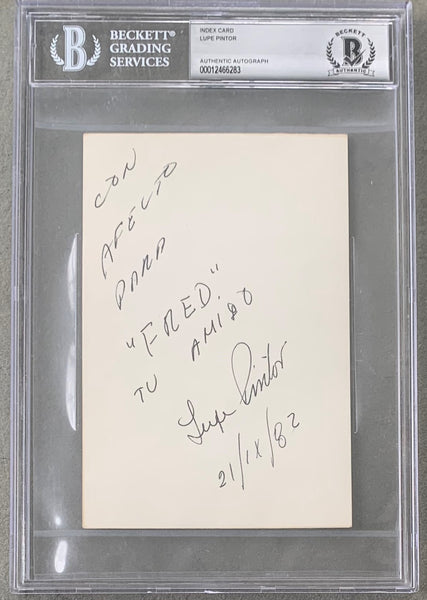 BECKETT®
GRADING
SERVICES
INDEX CARD
LUPE PINTOR
AUTHENTIC AUTOGRAPH
00012466283
BECKETT
AUTHENTIC
CON
AFECTO
PARA
"FRED."
TU AMIGO
Lupe Pintor
21/IX/82